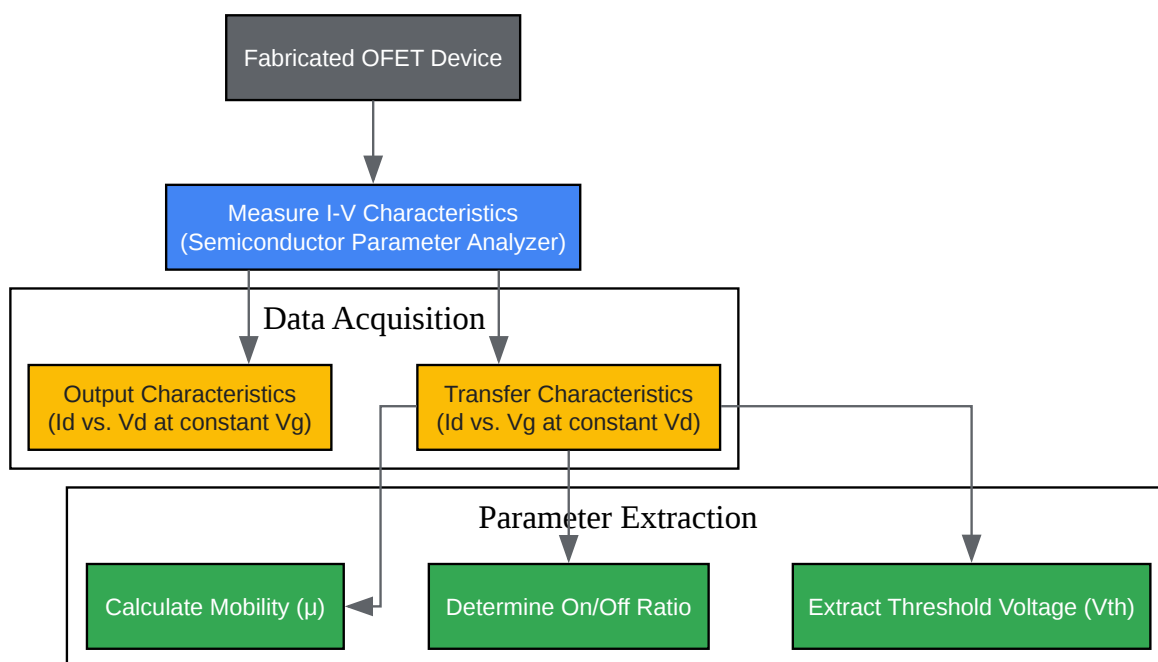 Fabricated OFET Device
Measure I-V Characteristics
(Semiconductor Parameter Analyzer)
Data Acquisition
Output Characteristics
(Id vs. Vd at constant Vg)
Transfer Characteristics
(Id vs. Vg at constant Vd)
Parameter Extraction
Calculate Mobility (μ)
Determine On/Off Ratio
Extract Threshold Voltage (Vth)